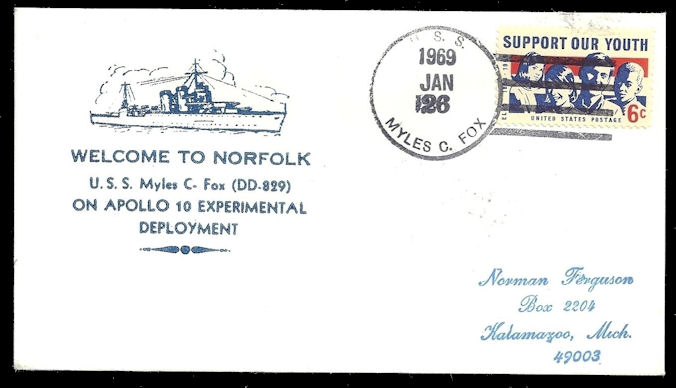 WELCOME TO NORFOLK
U.S.S. Myles C- Fox (DD-829)
ON APOLLO 10 EXPERIMENTAL
DEPLOYMENT
U. S. S.
1969
JAN
26
MYLES C. FOX
SUPPORT OUR YOUTH
UNITED STATES POSTAGE
6c
Norman Ferguson
Box 2204
Kalamazoo, Mich.
49003